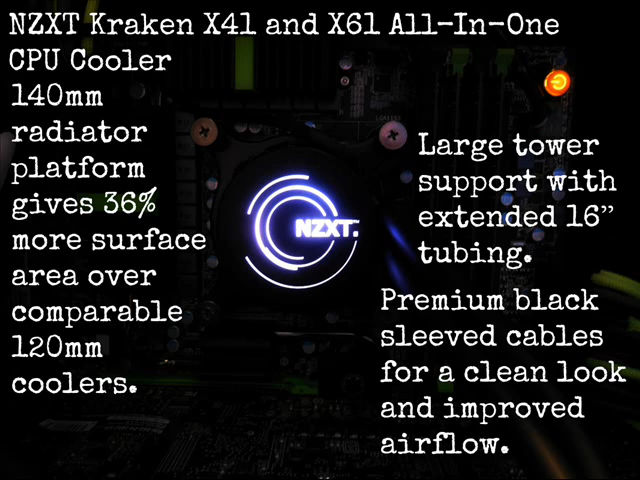 NZXT Kraken X41 and X61 All-In-One
CPU Cooler
140mm
radiator
platform
gives 36%
more surface
area over
comparable
120mm
coolers.
NZXT.
Large tower
support with
extended 16”
tubing.
Premium black
sleeved cables
for a clean look
and improved
airflow.